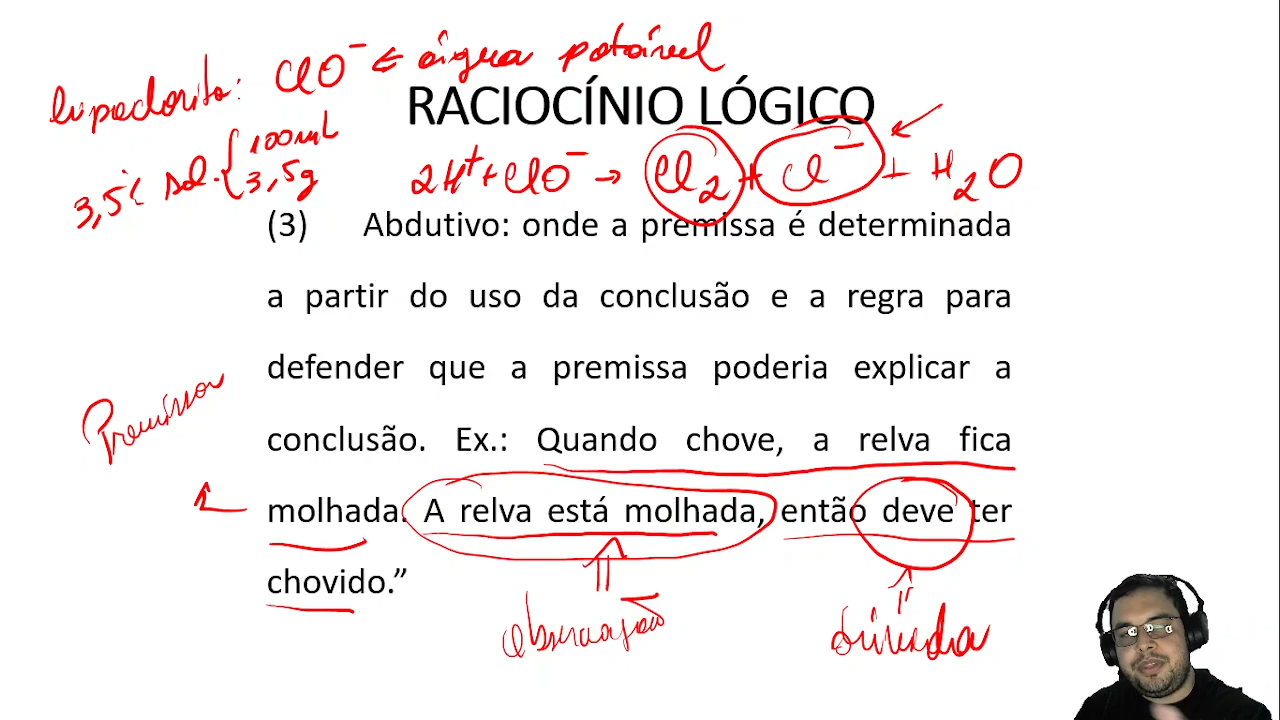 hipoclorito: ClO⁻ ← água potável
RACIOCÍNIO LÓGICO
3,5% sol. { 100 mL
3,5g
2H⁺ + ClO⁻ → Cl₂ + Cl⁻ + H₂O
(3) Abdutivo: onde a premissa é determinada
a partir do uso da conclusão e a regra para
defender que a premissa poderia explicar a
conclusão. Ex.: Quando chove, a relva fica
molhada. A relva está molhada, então deve ter
chovido.”
Premissa
observação
dúvida